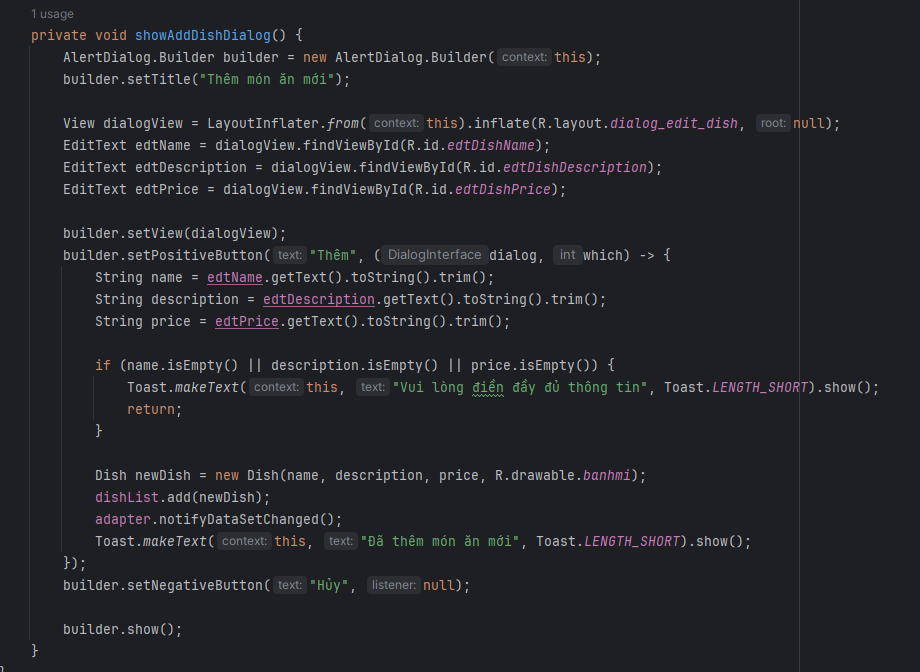 1 usage
private void showAddDishDialog() {
AlertDialog.Builder builder = new AlertDialog.Builder( context: this);
builder.setTitle("Thêm món ăn mới");
View dialogView = LayoutInflater.from( context: this).inflate(R.layout.dialog_edit_dish, root: null);
EditText edtName = dialogView.findViewById(R.id.edtDishName);
EditText edtDescription = dialogView.findViewById(R.id.edtDishDescription);
EditText edtPrice = dialogView.findViewById(R.id.edtDishPrice);
builder.setView(dialogView);
builder.setPositiveButton( text: "Thêm", ( DialogInterface dialog, int which) -> {
String name = edtName.getText().toString().trim();
String description = edtDescription.getText().toString().trim();
String price = edtPrice.getText().toString().trim();
if (name.isEmpty() || description.isEmpty() || price.isEmpty()) {
Toast.makeText( context: this, text: "Vui lòng điền đầy đủ thông tin", Toast.LENGTH_SHORT).show();
return;
}
Dish newDish = new Dish(name, description, price, R.drawable.banhmi);
dishList.add(newDish);
adapter.notifyDataSetChanged();
Toast.makeText( context: this, text: "Đã thêm món ăn mới", Toast.LENGTH_SHORT).show();
});
builder.setNegativeButton( text: "Hủy", listener: null);
builder.show();
}